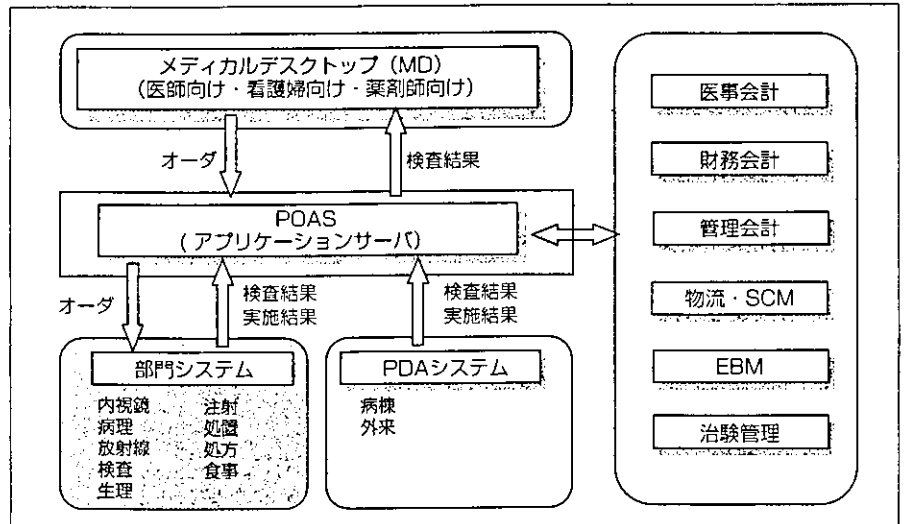 メディカルデスクトップ（MD）
（医師向け・看護婦向け・薬剤師向け）
オーダ
検査結果
POAS
（アプリケーションサーバ）
オーダ
検査結果
実施結果
検査結果
実施結果
部門システム
内視鏡
病理
放射線
検査
生理
注射
処置
処方
食事
PDAシステム
病棟
外来
医事会計
財務会計
管理会計
物流・SCM
EBM
治験管理